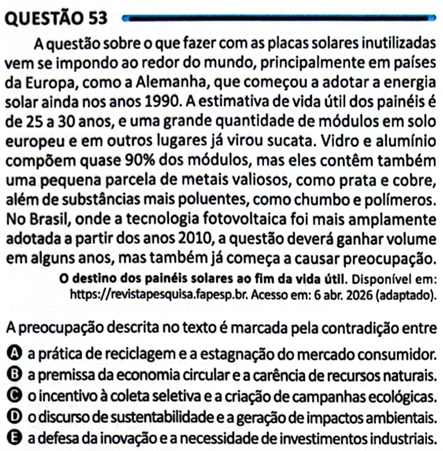 QUESTÃO 53
A questão sobre o que fazer com as placas solares inutilizadas
vem se impondo ao redor do mundo, principalmente em países
da Europa, como a Alemanha, que começou a adotar a energia
solar ainda nos anos 1990. A estimativa de vida útil dos painéis é
de 25 a 30 anos, e uma grande quantidade de módulos em solo
europeu e em outros lugares já virou sucata. Vidro e alumínio
compõem quase 90% dos módulos, mas eles contêm também
uma pequena parcela de metais valiosos, como prata e cobre,
além de substâncias mais poluentes, como chumbo e polímeros.
No Brasil, onde a tecnologia fotovoltaica foi mais amplamente
adotada a partir dos anos 2010, a questão deverá ganhar volume
em alguns anos, mas também já começa a causar preocupação.
O destino dos painéis solares ao fim da vida útil. Disponível em:
https://revistapesquisa.fapesp.br. Acesso em: 6 abr. 2026 (adaptado).
A preocupação descrita no texto é marcada pela contradição entre
A a prática de reciclagem e a estagnação do mercado consumidor.
B a premissa da economia circular e a carência de recursos naturais.
C o incentivo à coleta seletiva e a criação de campanhas ecológicas.
D o discurso de sustentabilidade e a geração de impactos ambientais.
E a defesa da inovação e a necessidade de investimentos industriais.